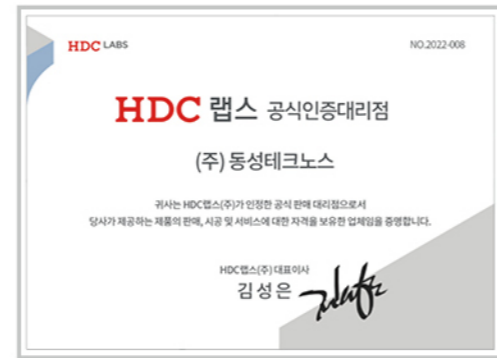 HDC LABS
NO.2022-008
HDC 랩스 공식인증대리점
(주) 동성테크노스
귀사는 HDC랩스(주)가 인정한 공식 판매 대리점으로서
당사가 제공하는 제품의 판매, 시공 및 서비스에 대한 자격을 보유한 업체임을 증명합니다.
HDC랩스(주) 대표이사
김성은